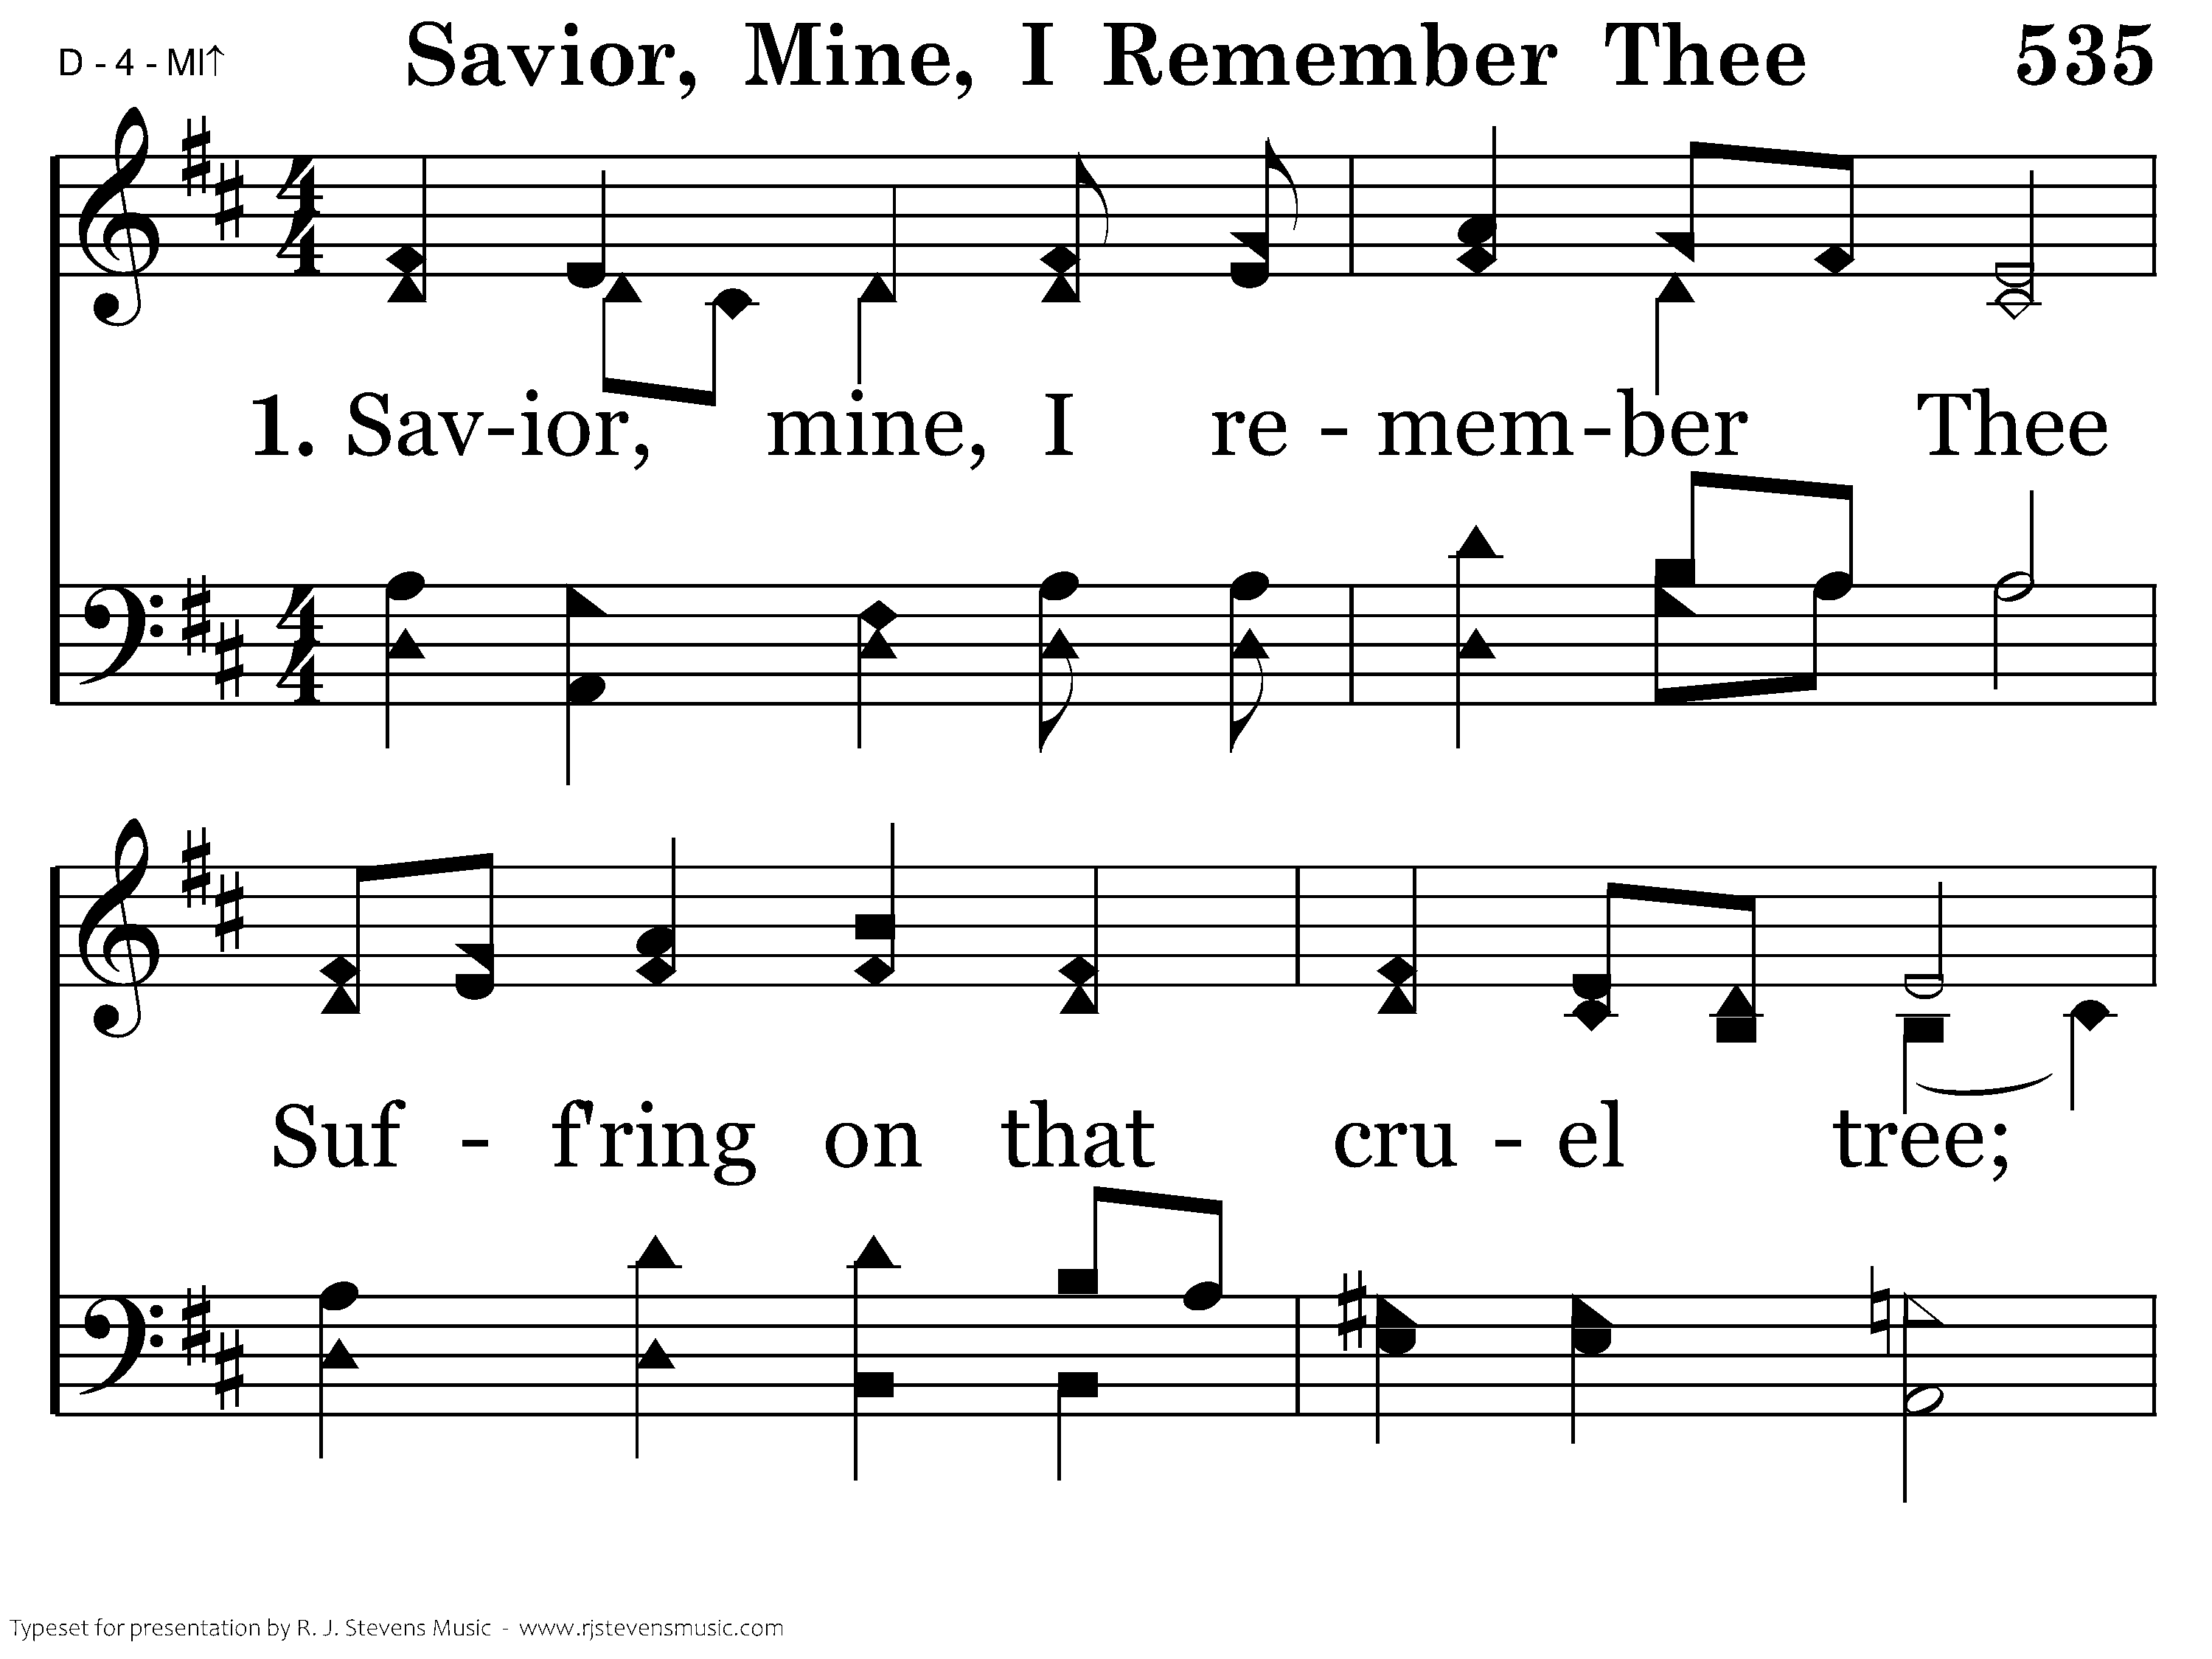 D - 4 - MI↑ Savior, Mine, I Remember Thee 535
1. Sav-ior, mine, I re - mem-ber Thee
Suf - f'ring on that cru - el tree;
Typeset for presentation by R. J. Stevens Music - www.rjstevensmusic.com